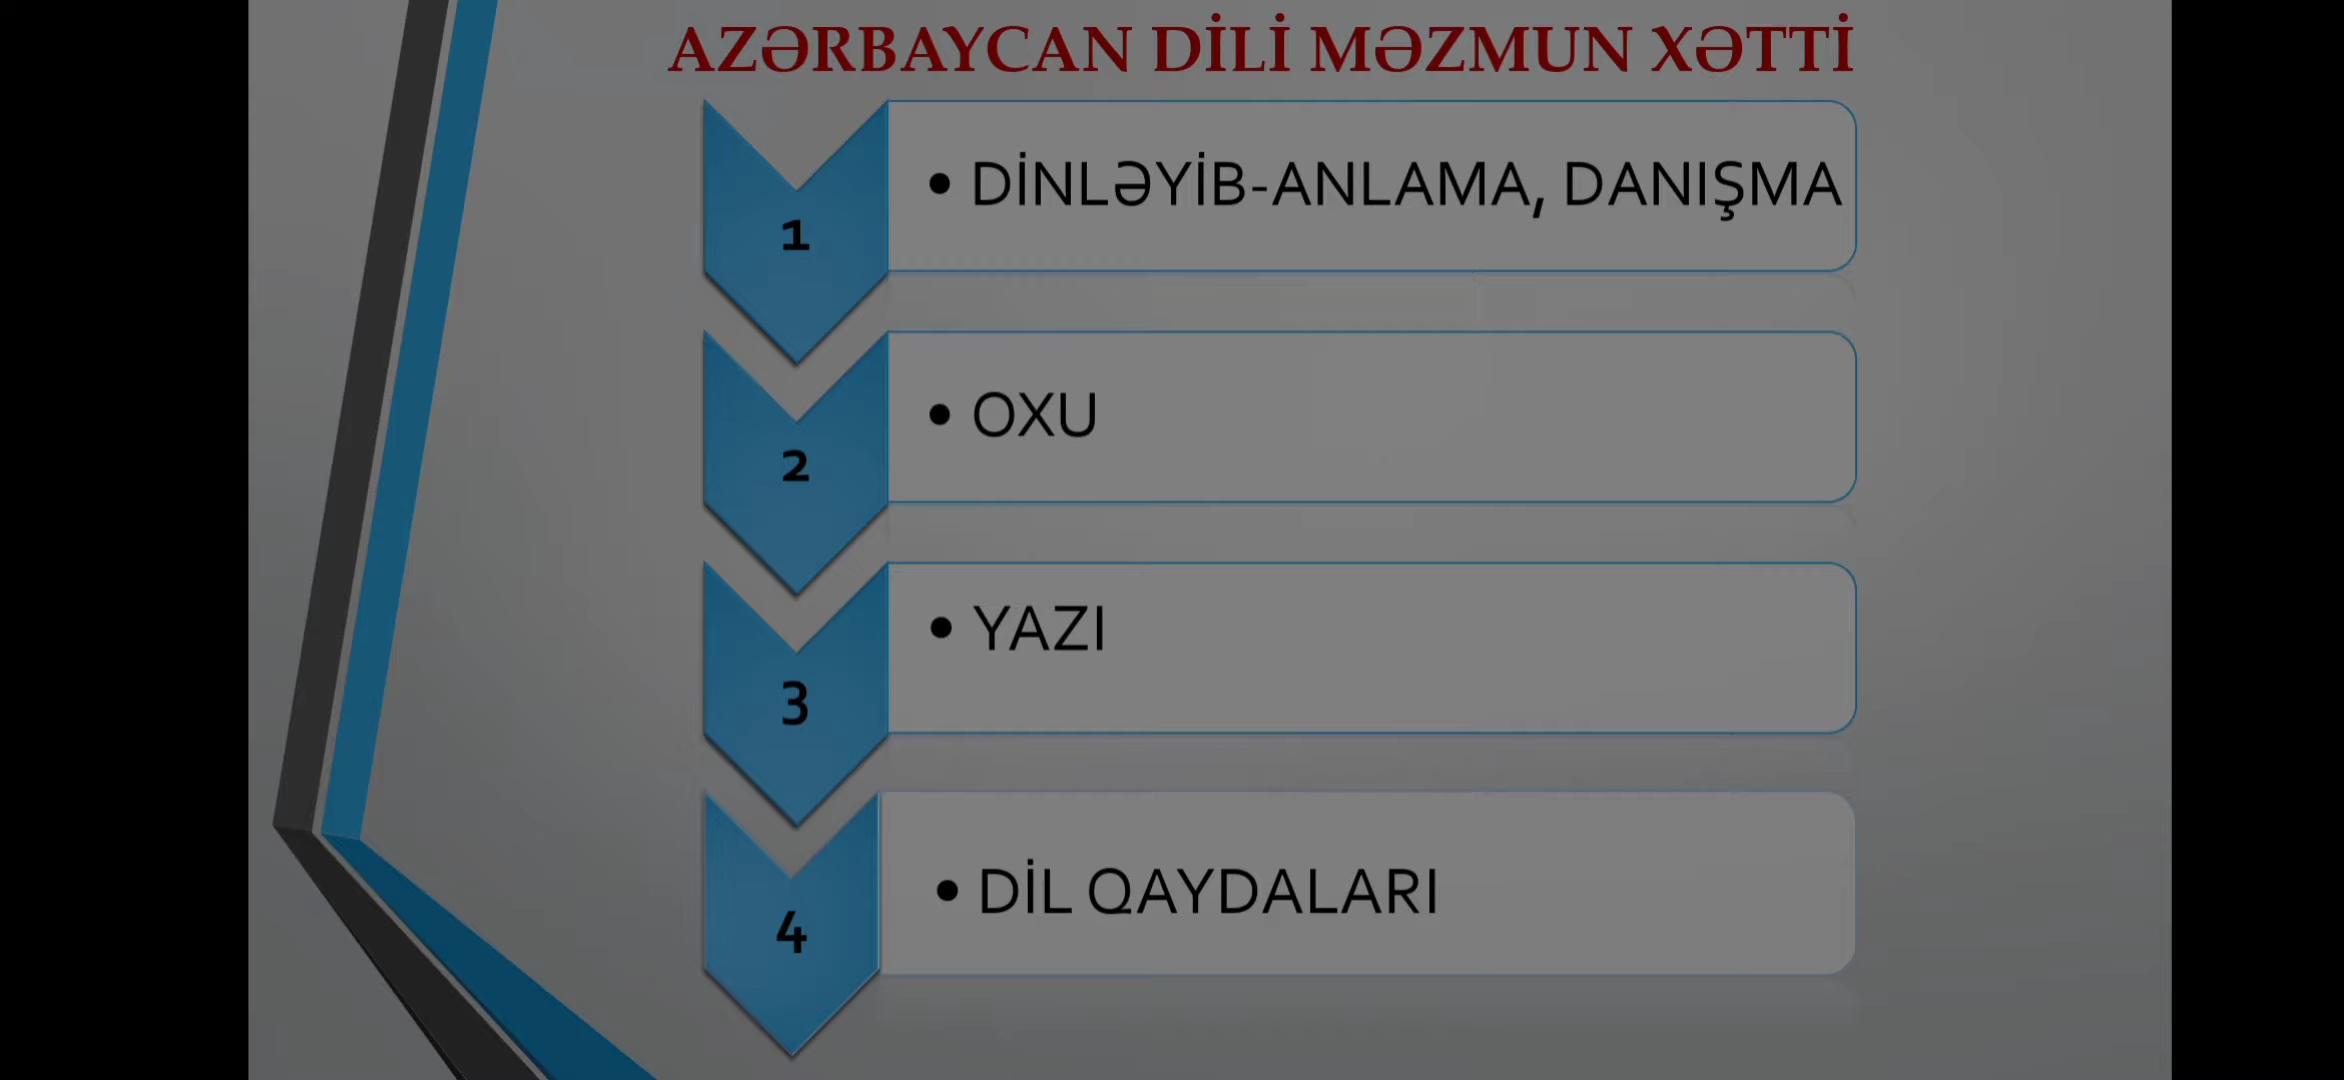 AZƏRBAYCAN DİLİ MƏZMUN XƏTTİ
1
• DİNLƏYİB-ANLAMA, DANIŞMA
2
• OXU
3
• YAZI
4
• DİL QAYDALARI